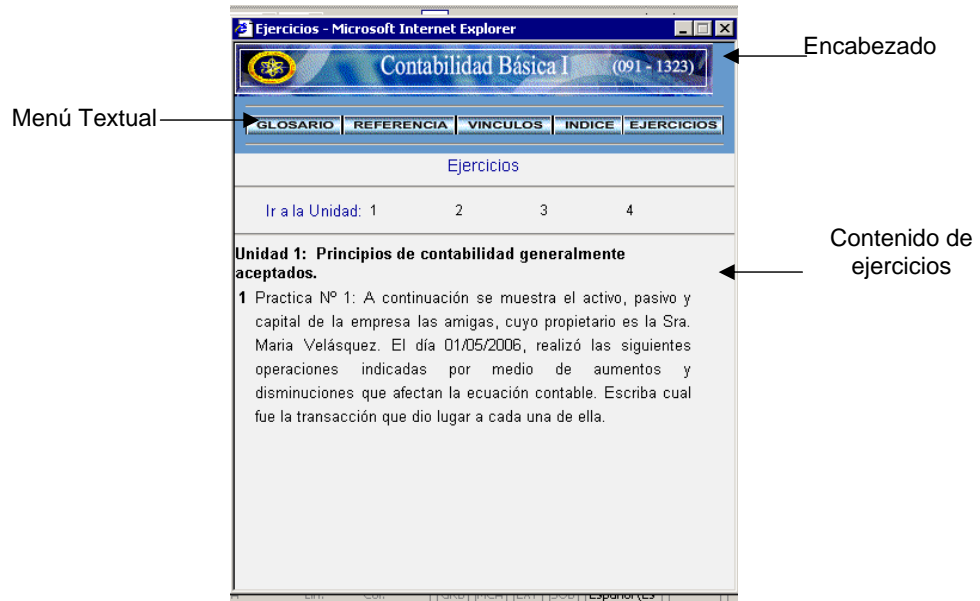 Ejercicios - Microsoft Internet Explorer
Contabilidad Básica I (091 - 1323)
Encabezado
Menú Textual
GLOSARIO REFERENCIA VINCULOS INDICE EJERCICIOS
Ejercicios
Ir a la Unidad: 1 2 3 4
Contenido de
ejercicios
Unidad 1: Principios de contabilidad generalmente
aceptados.
1 Practica Nº 1: A continuación se muestra el activo, pasivo y
capital de la empresa las amigas, cuyo propietario es la Sra.
Maria Velásquez. El día 01/05/2006, realizó las siguientes
operaciones indicadas por medio de aumentos y
disminuciones que afectan la ecuación contable. Escriba cual
fue la transacción que dio lugar a cada una de ella.